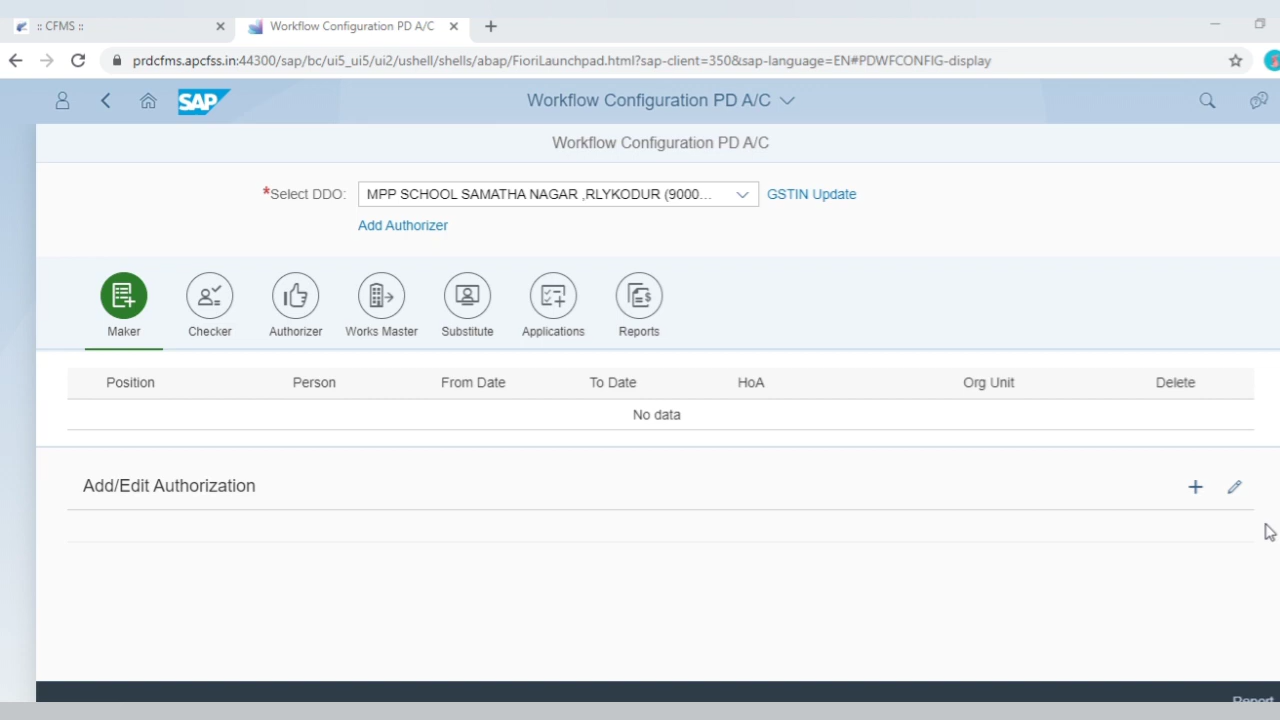 :: CFMS ::
Workflow Configuration PD A/C
prdcfms.apcfss.in:44300/sap/bc/ui5_ui5/ui2/ushell/shells/abap/FioriLaunchpad.html?sap-client=350&sap-language=EN#PDWFCONFIG-display
SAP
Workflow Configuration PD A/C
Workflow Configuration PD A/C
*Select DDO: MPP SCHOOL SAMATHA NAGAR ,RLYKODUR (9000... GSTIN Update
Add Authorizer
Maker Checker Authorizer Works Master Substitute Applications Reports
Position Person From Date To Date HoA Org Unit Delete
No data
Add/Edit Authorization
Report